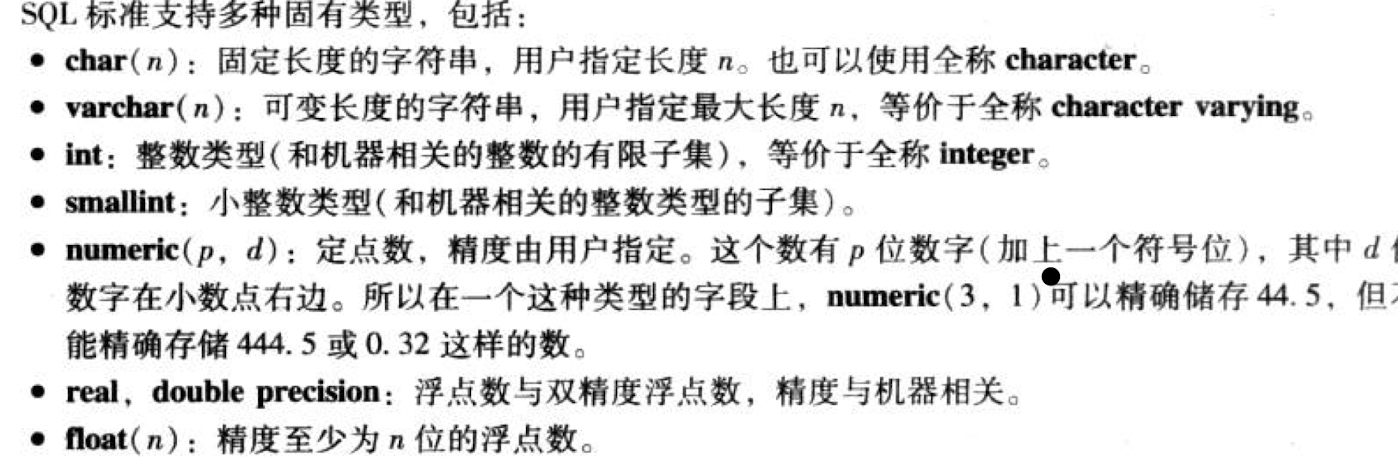 SQL 标准支持多种固有类型，包括：
● char(n)：固定长度的字符串，用户指定长度 n。也可以使用全称 character。
● varchar(n)：可变长度的字符串，用户指定最大长度 n，等价于全称 character varying。
● int：整数类型(和机器相关的整数的有限子集)，等价于全称 integer。
● smallint：小整数类型(和机器相关的整数类型的子集)。
● numeric(p, d)：定点数，精度由用户指定。这个数有 p 位数字(加上一个符号位)，其中 d
数字在小数点右边。所以在一个这种类型的字段上，numeric(3, 1)可以精确储存 44.5，但
能精确存储 444.5 或 0.32 这样的数。
● real, double precision：浮点数与双精度浮点数，精度与机器相关。
● float(n)：精度至少为 n 位的浮点数。